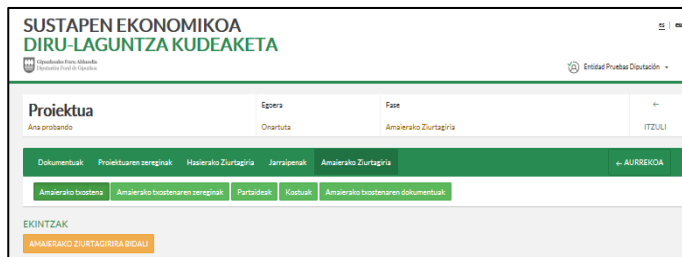 SUSTAPEN EKONOMIKOA
DIRU-LAGUNTZA KUDEAKETA
es | eu
Gipuzkoako Foru Aldundia
Diputación Foral de Gipuzkoa
Entidad Pruebas Diputación
Proiektua
Ana probando
Egoera
Onartuta
Fase
Amaierako Ziurtagiria
←
ITZULI
Dokumentuak Proiektuaren zereginak Hasierako Ziurtagiria Jarraipenak Amaierako Ziurtagiria ← AURREKOA
Amaierako txostena Amaierako txostenaren zereginak Partaideak Kostuak Amaierako txostenaren dokumentuak
EKINTZAK
AMAIERAKO ZIURTAGIRIRA BIDALI